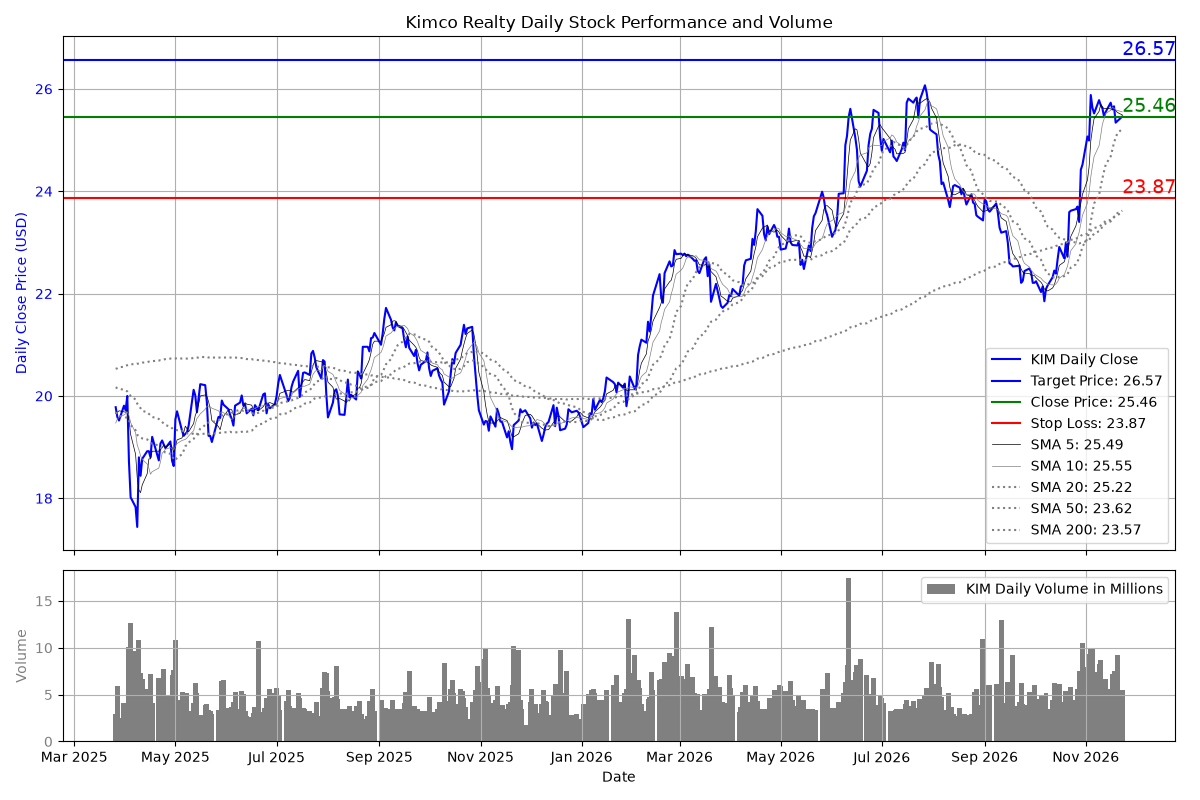 Kimco Realty Daily Stock Performance and Volume
26.57
25.46
23.87
26
24
22
20
18
Daily Close Price (USD)
KIM Daily Close
Target Price: 26.57
Close Price: 25.46
Stop Loss: 23.87
SMA 5: 25.49
SMA 10: 25.55
SMA 20: 25.22
SMA 50: 23.62
SMA 200: 23.57
KIM Daily Volume in Millions
15
10
5
0
Volume
Mar 2025 May 2025 Jul 2025 Sep 2025 Nov 2025 Jan 2026 Mar 2026 May 2026 Jul 2026 Sep 2026 Nov 2026
Date